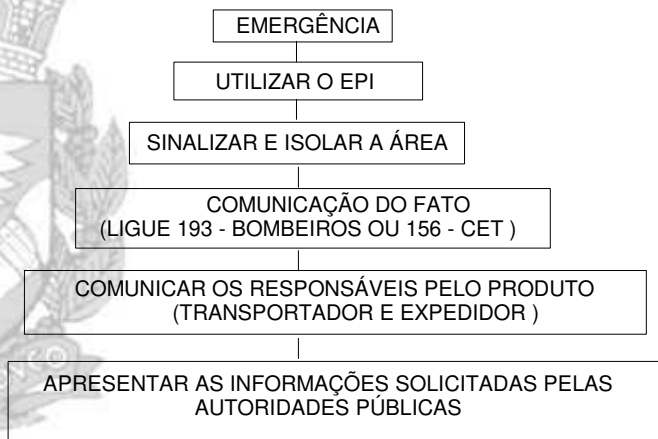 EMERGÊNCIA
UTILIZAR O EPI
SINALIZAR E ISOLAR A ÁREA
COMUNICAÇÃO DO FATO
(LIGUE 193 - BOMBEIROS OU 156 - CET )
COMUNICAR OS RESPONSÁVEIS PELO PRODUTO
(TRANSPORTADOR E EXPEDIDOR )
APRESENTAR AS INFORMAÇÕES SOLICITADAS PELAS
AUTORIDADES PÚBLICAS